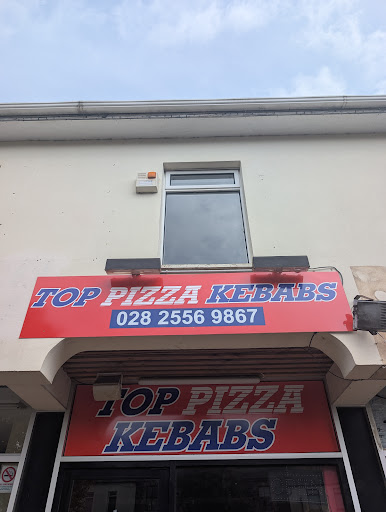 TOP PIZZA KEBABS
028 2556 9867
TOP PIZZA
KEBABS